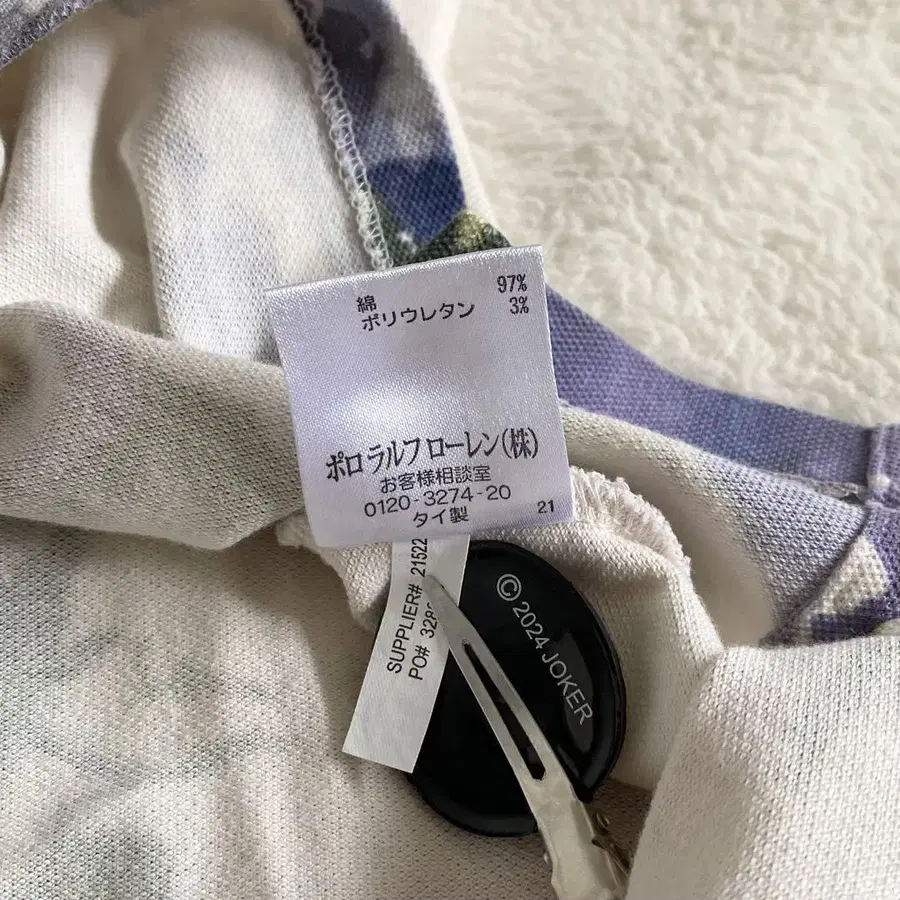 綿 97%
ポリウレタン 3%
ポロ ラルフ ローレン(株)
お客様相談室
0120-3274-20
タイ製 21
SUPPLIER# 21522
PO# 328
© 2024 JOKER